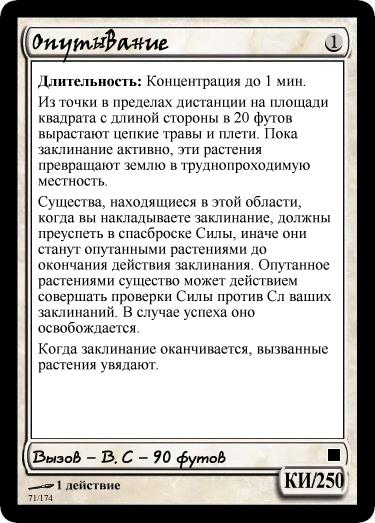 Опутывание 1
Длительность: Концентрация до 1 мин.
Из точки в пределах дистанции на площади
квадрата с длиной стороны в 20 футов
вырастают цепкие травы и плети. Пока
заклинание активно, эти растения
превращают землю в труднопроходимую
местность.
Существа, находящиеся в этой области,
когда вы накладываете заклинание, должны
преуспеть в спасброске Силы, иначе они
станут опутанными растениями до
окончания действия заклинания. Опутанное
растениями существо может действием
совершать проверки Силы против Сл ваших
заклинаний. В случае успеха оно
освобождается.
Когда заклинание оканчивается, вызванные
растения увядают.
Вызов – В, С – 90 футов
КИ/250
1 действие
71/174